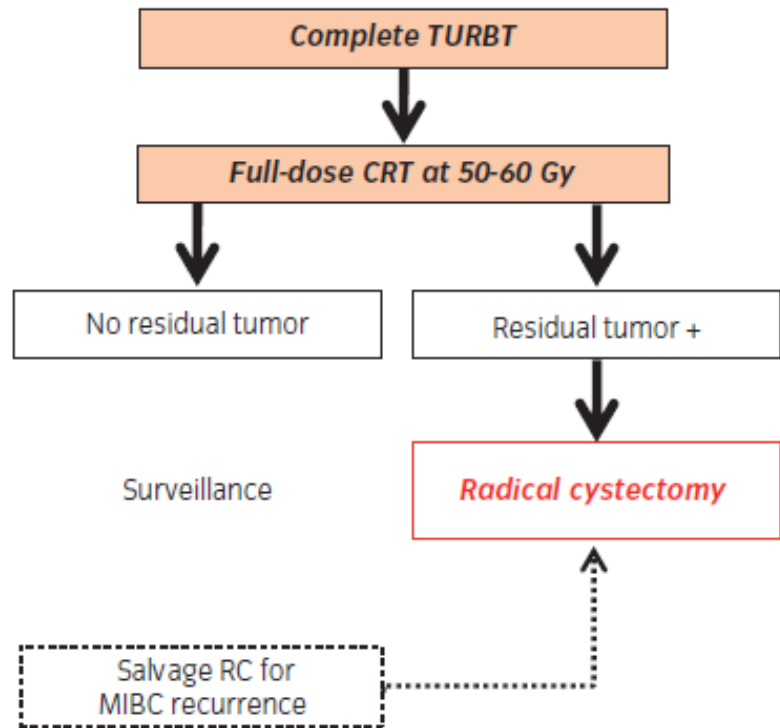 Complete TURBT
Full-dose CRT at 50-60 Gy
No residual tumor
Residual tumor +
Surveillance
Radical cystectomy
Salvage RC for
MIBC recurrence